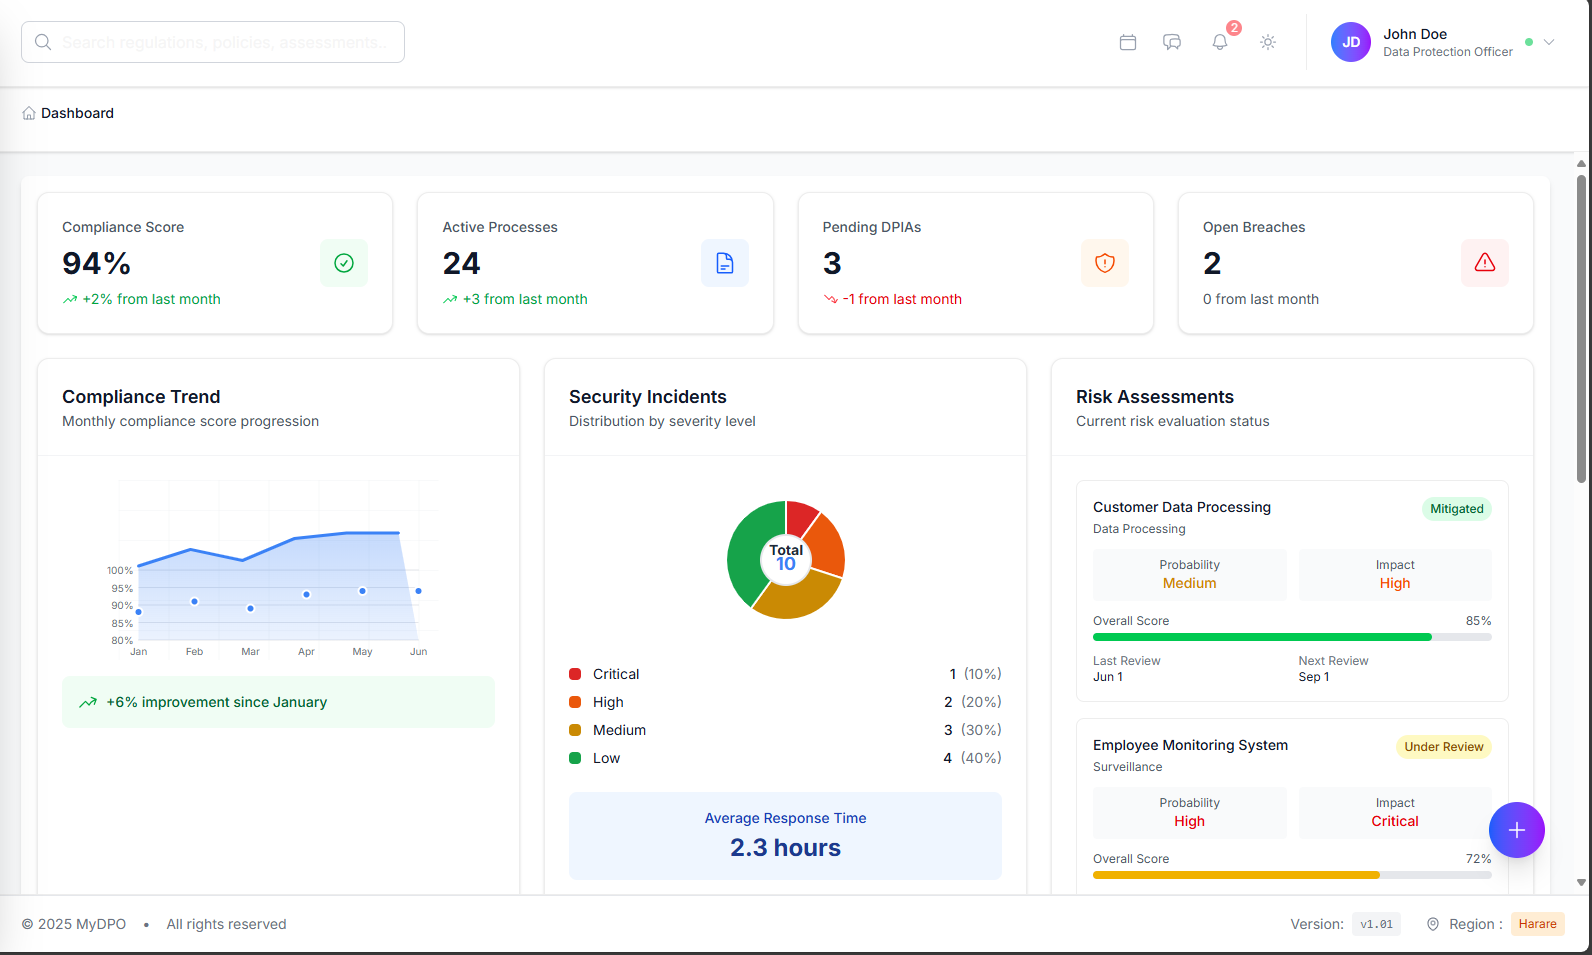 Search regulations, policies, assessments..
2
JD
John Doe
Data Protection Officer
Dashboard
Compliance Score
94%
+2% from last month
Active Processes
24
+3 from last month
Pending DPIAs
3
-1 from last month
Open Breaches
2
0 from last month
Compliance Trend
Monthly compliance score progression
100%
95%
90%
85%
80%
Jan Feb Mar Apr May Jun
+6% improvement since January
Security Incidents
Distribution by severity level
Total
10
Critical 1 (10%)
High 2 (20%)
Medium 3 (30%)
Low 4 (40%)
Average Response Time
2.3 hours
Risk Assessments
Current risk evaluation status
Customer Data Processing Mitigated
Data Processing
Probability Impact
Medium High
Overall Score 85%
Last Review Next Review
Jun 1 Sep 1
Employee Monitoring System Under Review
Surveillance
Probability Impact
High Critical
Overall Score 72%
© 2025 MyDPO • All rights reserved Version: v1.01 Region : Harare